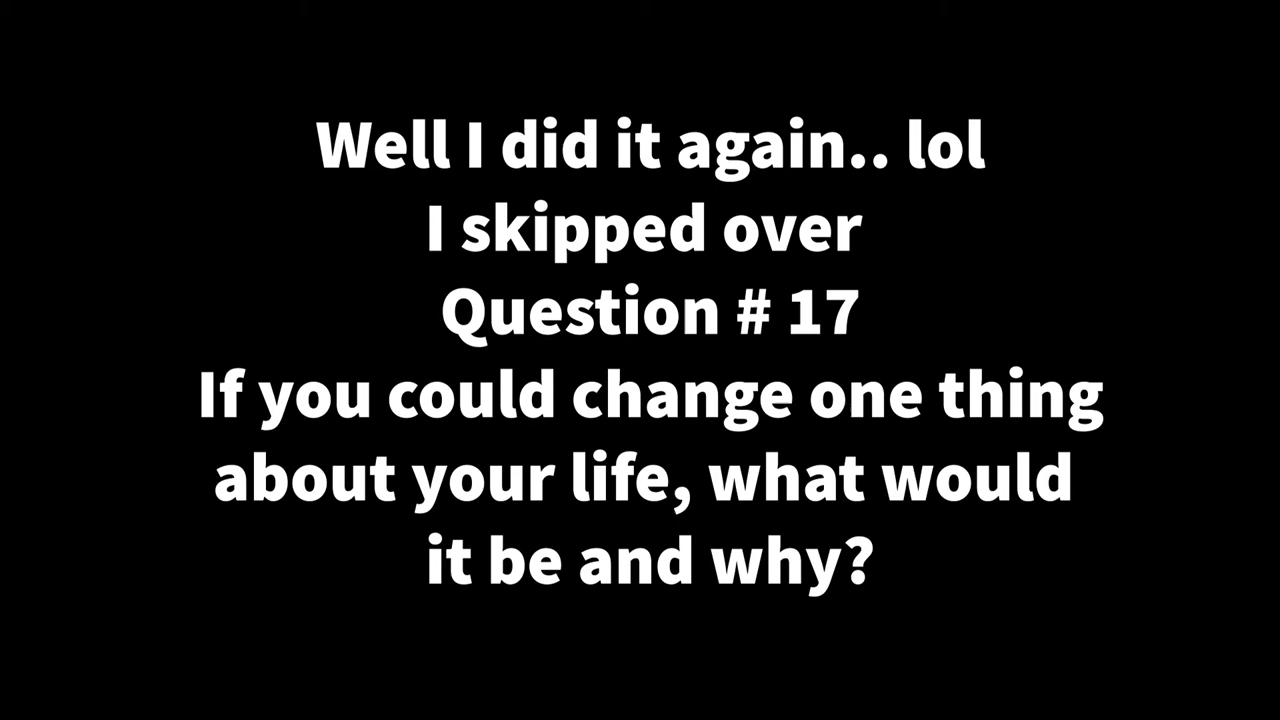 Well I did it again.. lol
I skipped over
Question # 17
If you could change one thing
about your life, what would
it be and why?